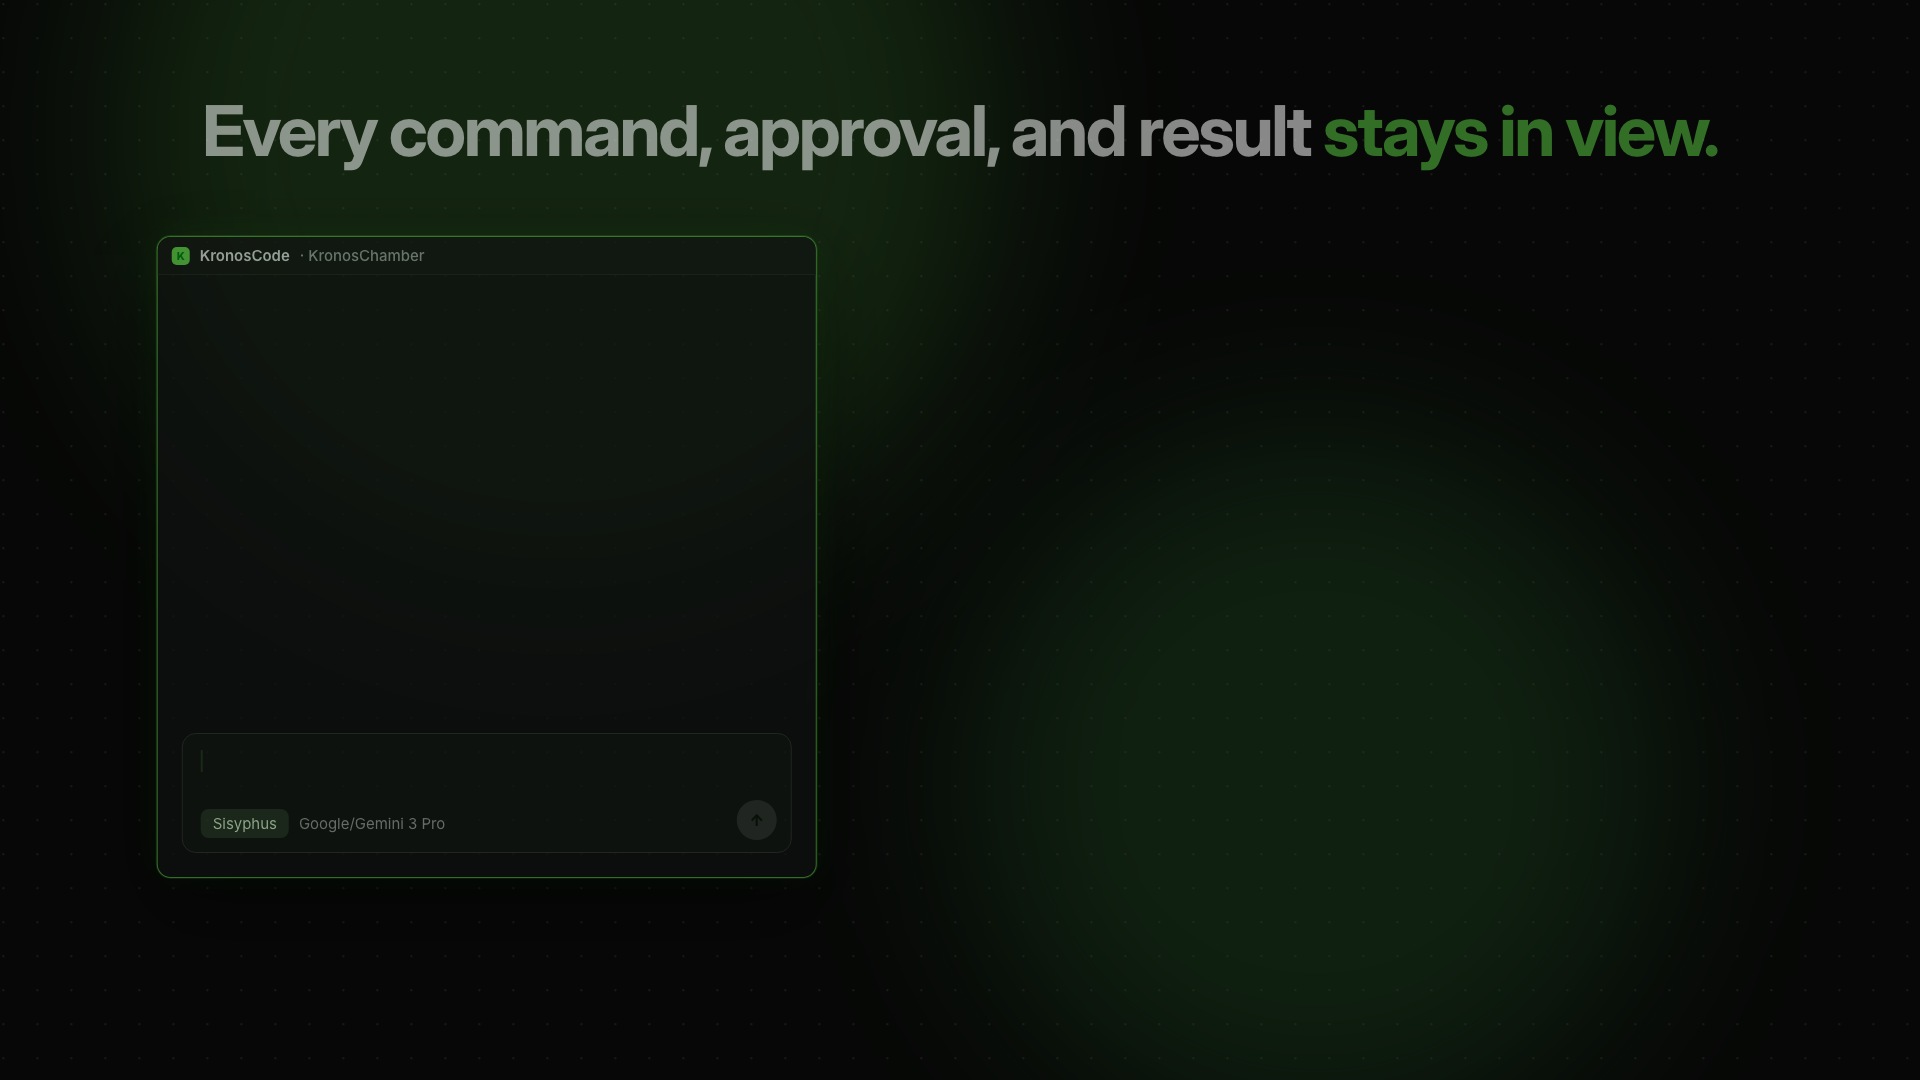 Every command, approval, and result stays in view.
K KronosCode · KronosChamber
Sisyphus Google/Gemini 3 Pro